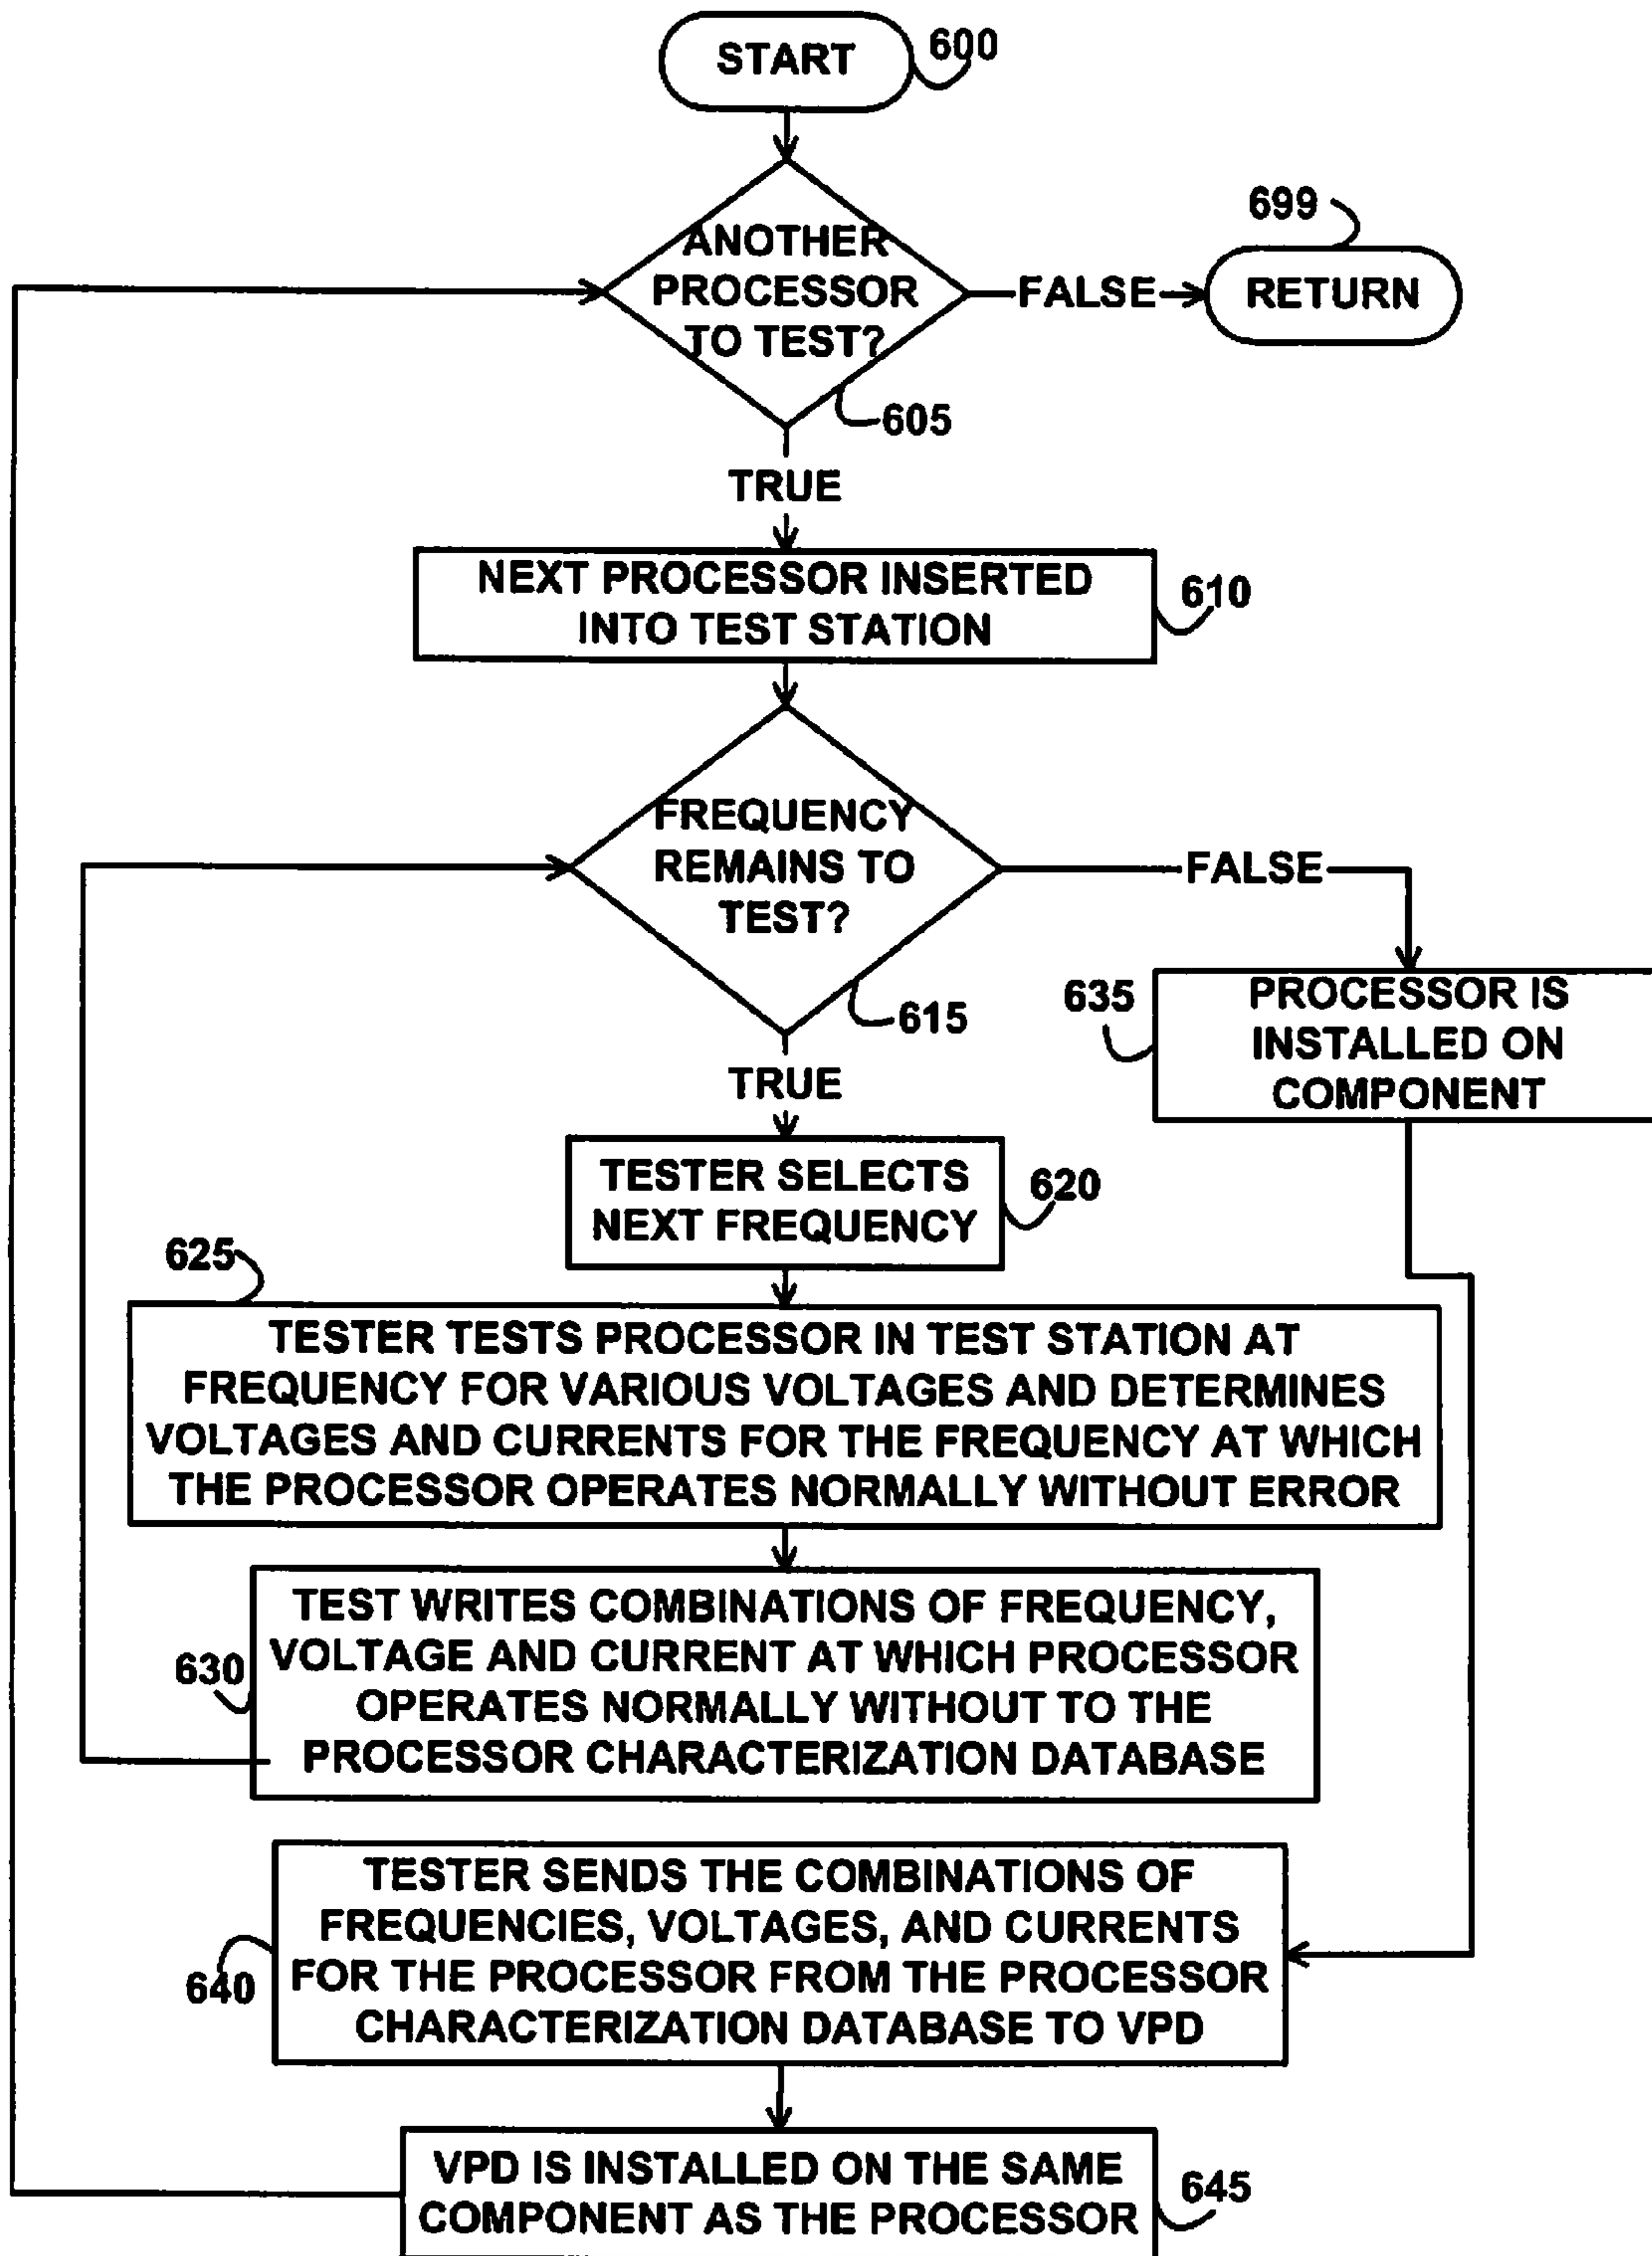 START
600
ANOTHER
PROCESSOR
TO TEST?
605
FALSE
699
RETURN
TRUE
NEXT PROCESSOR INSERTED
INTO TEST STATION
610
FREQUENCY
REMAINS TO
TEST?
615
FALSE
635
PROCESSOR IS
INSTALLED ON
COMPONENT
TRUE
TESTER SELECTS
NEXT FREQUENCY
620
625
TESTER TESTS PROCESSOR IN TEST STATION AT
FREQUENCY FOR VARIOUS VOLTAGES AND DETERMINES
VOLTAGES AND CURRENTS FOR THE FREQUENCY AT WHICH
THE PROCESSOR OPERATES NORMALLY WITHOUT ERROR
630
TEST WRITES COMBINATIONS OF FREQUENCY,
VOLTAGE AND CURRENT AT WHICH PROCESSOR
OPERATES NORMALLY WITHOUT TO THE
PROCESSOR CHARACTERIZATION DATABASE
640
TESTER SENDS THE COMBINATIONS OF
FREQUENCIES, VOLTAGES, AND CURRENTS
FOR THE PROCESSOR FROM THE PROCESSOR
CHARACTERIZATION DATABASE TO VPD
VPD IS INSTALLED ON THE SAME
COMPONENT AS THE PROCESSOR
645